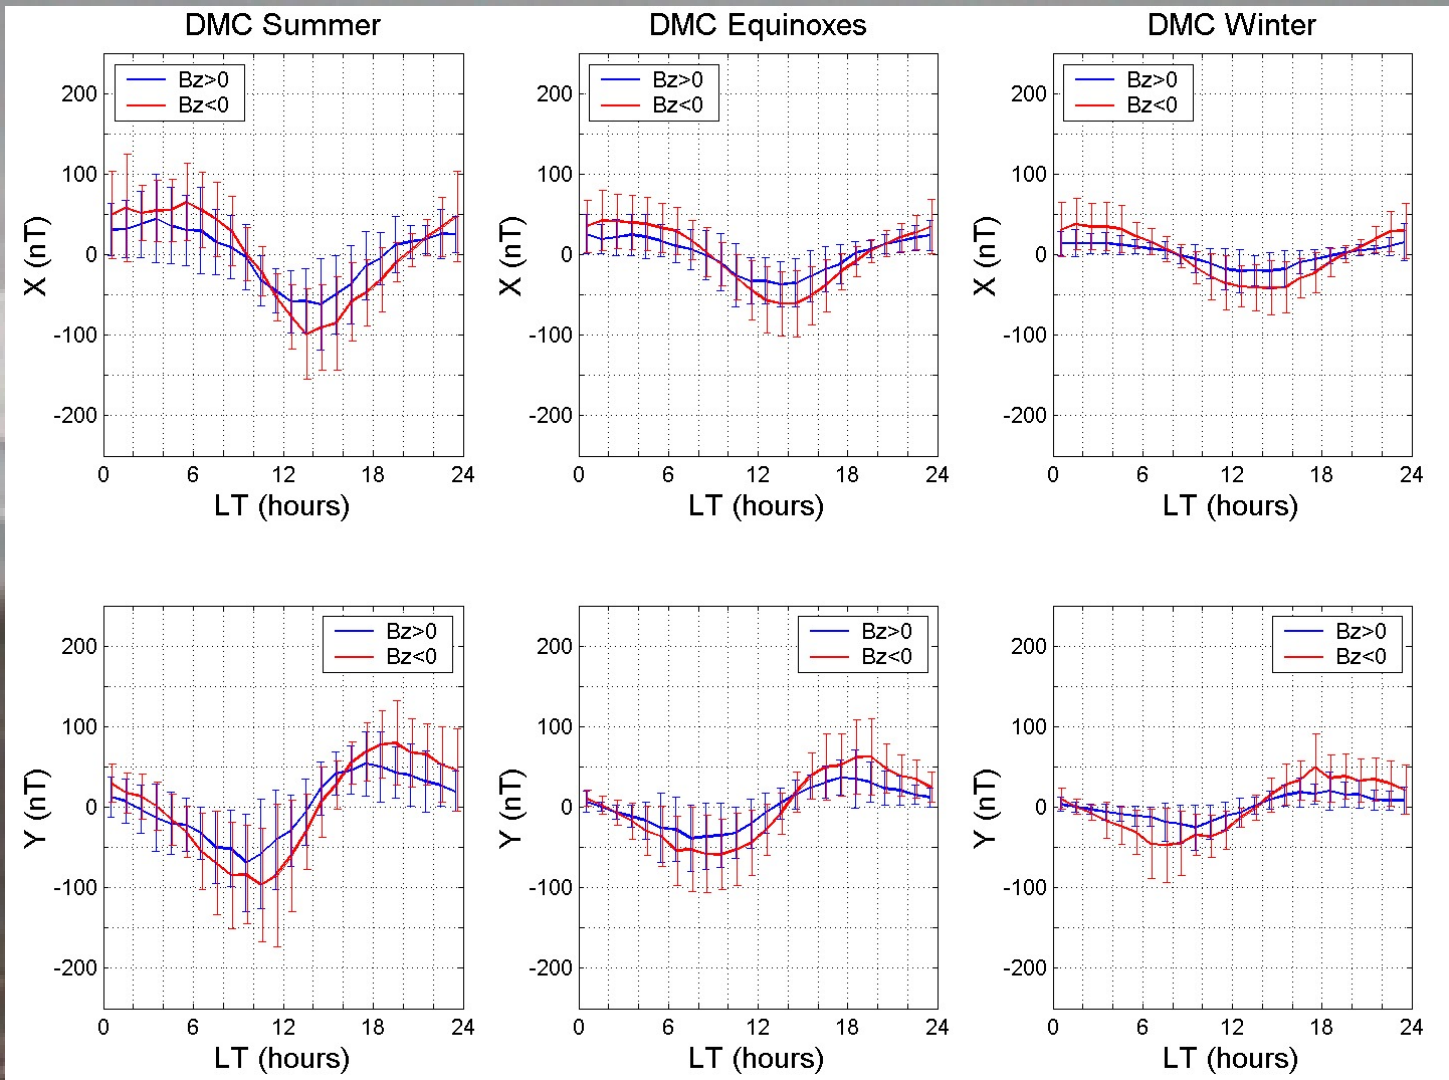 DMC Summer
DMC Equinoxes
DMC Winter
Bz>0
Bz<0
200
100
0
-100
-200
X (nT)
0 6 12 18 24
LT (hours)
Bz>0
Bz<0
200
100
0
-100
-200
X (nT)
0 6 12 18 24
LT (hours)
Bz>0
Bz<0
200
100
0
-100
-200
X (nT)
0 6 12 18 24
LT (hours)
Bz>0
Bz<0
200
100
0
-100
-200
Y (nT)
0 6 12 18 24
LT (hours)
Bz>0
Bz<0
200
100
0
-100
-200
Y (nT)
0 6 12 18 24
LT (hours)
Bz>0
Bz<0
200
100
0
-100
-200
Y (nT)
0 6 12 18 24
LT (hours)